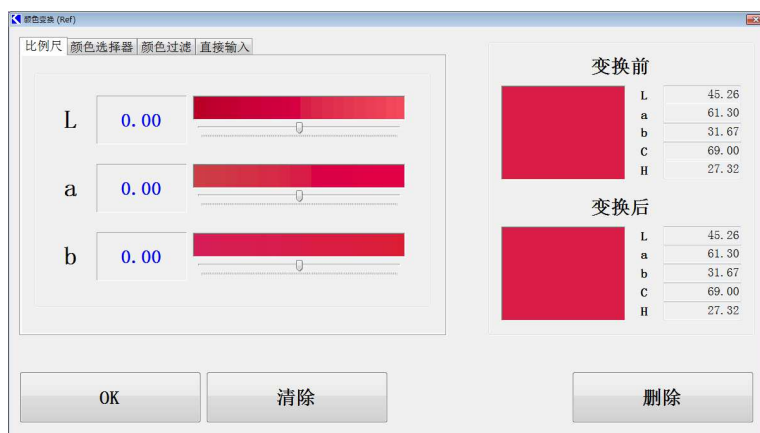 颜色变换 (Ref)
比例尺 颜色选择器 颜色过滤 直接输入
L 0.00
a 0.00
b 0.00
变换前
L 45.26
a 61.30
b 31.67
C 69.00
H 27.32
变换后
L 45.26
a 61.30
b 31.67
C 69.00
H 27.32
OK 清除 删除